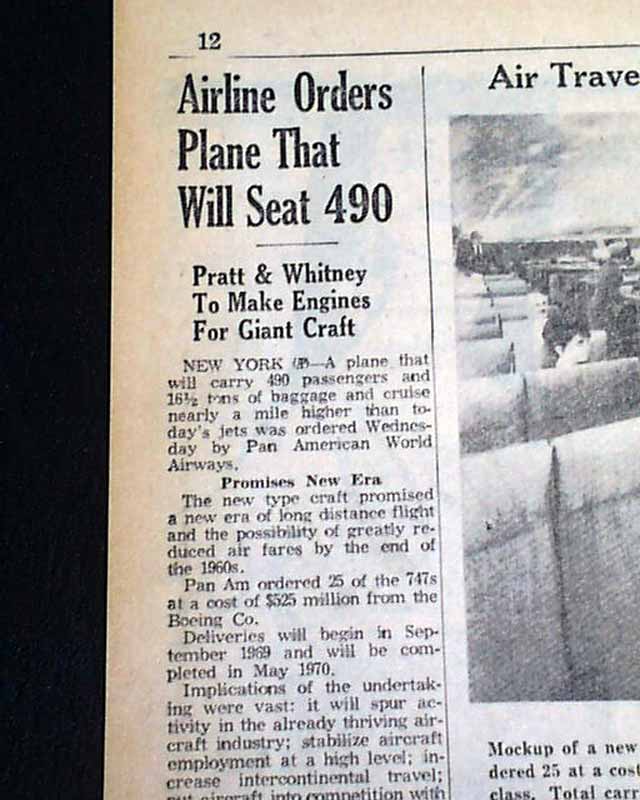 12
Airline Orders
Plane That
Will Seat 490
Pratt & Whitney
To Make Engines
For Giant Craft
NEW YORK (AP)—A plane that
will carry 490 passengers and
16½ tons of baggage and cruise
nearly a mile higher than to-
day's jets was ordered Wednes-
day by Pan American World
Airways.
Promises New Era
The new type craft promised
a new era of long distance flight
and the possibility of greatly re-
duced air fares by the end of
the 1960s.
Pan Am ordered 25 of the 747s
at a cost of $525 million from the
Boeing Co.
Deliveries will begin in Sep-
tember 1969 and will be com-
pleted in May 1970.
Implications of the undertak-
ing were vast: it will spur ac-
tivity in the already thriving air-
craft industry; stabilize aircraft
employment at a high level; in-
crease intercontinental travel;
put aircraft into competition with
Air Trave
Mockup of a new
dered 25 at a cost
class. Total carr